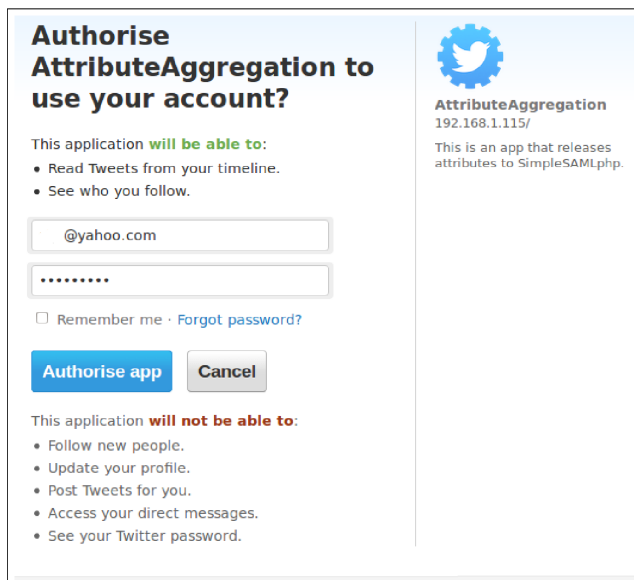 Authorise
AttributeAggregation to
use your account?
This application will be able to:
• Read Tweets from your timeline.
• See who you follow.
@yahoo.com
•••••••••
Remember me · Forgot password?
Authorise app
Cancel
This application will not be able to:
• Follow new people.
• Update your profile.
• Post Tweets for you.
• Access your direct messages.
• See your Twitter password.
AttributeAggregation
192.168.1.115/
This is an app that releases
attributes to SimpleSAMLphp.